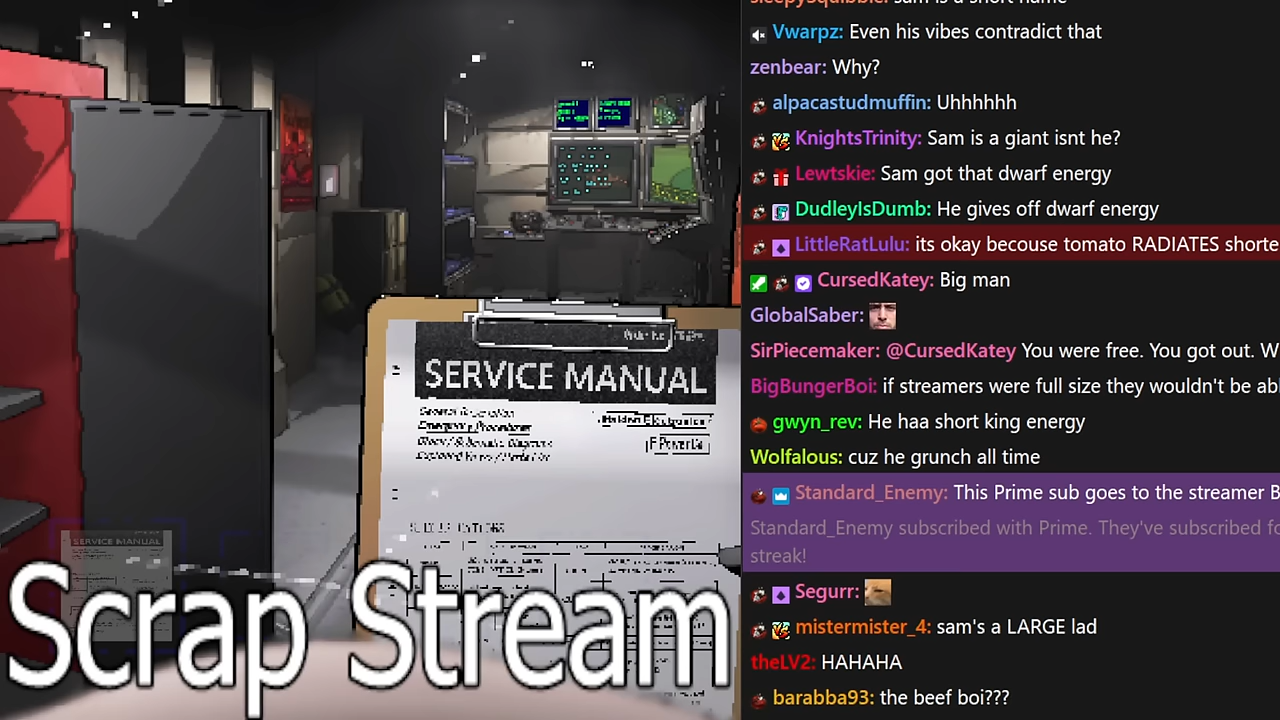 SERVICE MANUAL
SERVICE MANUAL
Scrap Stream
sleepysquibble: sam is a short name
Vwarpz: Even his vibes contradict that
zenbear: Why?
alpacastudmuffin: Uhhhhhh
KnightsTrinity: Sam is a giant isnt he?
Lewtskie: Sam got that dwarf energy
DudleyIsDumb: He gives off dwarf energy
LittleRatLulu: its okay becouse tomato RADIATES shorte
CursedKatey: Big man
GlobalSaber:
SirPiecemaker: @CursedKatey You were free. You got out. W
BigBungerBoi: if streamers were full size they wouldn't be abl
gwyn_rev: He haa short king energy
Wolfalous: cuz he grunch all time
Standard_Enemy: This Prime sub goes to the streamer B
Standard_Enemy subscribed with Prime. They've subscribed fo
streak!
Segurr:
mistermister_4: sam's a LARGE lad
theLV2: HAHAHA
barabba93: the beef boi???